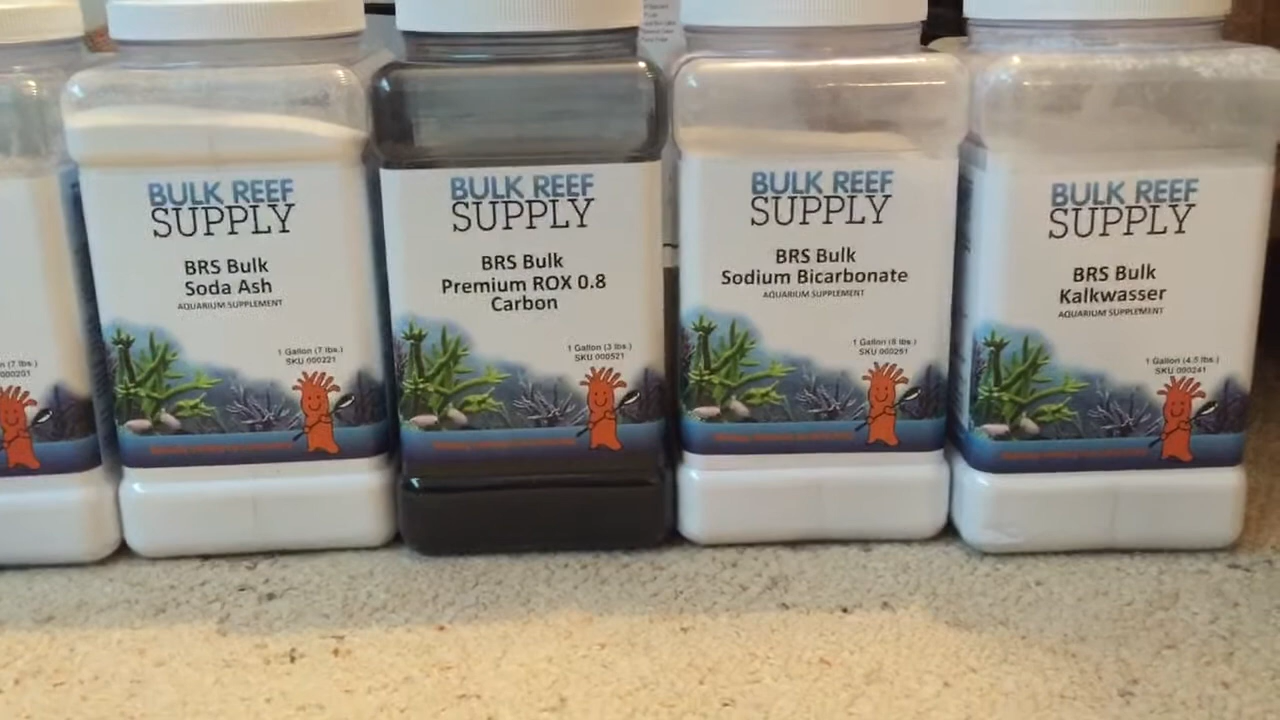 (7 lbs.)
000201
BULK REEF
SUPPLY
BRS Bulk
Soda Ash
AQUARIUM SUPPLEMENT
1 Gallon (7 lbs.)
SKU 000221
BULK REEF
SUPPLY
BRS Bulk
Premium ROX 0.8
Carbon
1 Gallon (3 lbs.)
SKU 000521
BULK REEF
SUPPLY
BRS Bulk
Sodium Bicarbonate
AQUARIUM SUPPLEMENT
1 Gallon (8 lbs.)
SKU 000251
BULK REEF
SUPPLY
BRS Bulk
Kalkwasser
AQUARIUM SUPPLEMENT
1 Gallon (4.5 lbs.)
SKU 000241